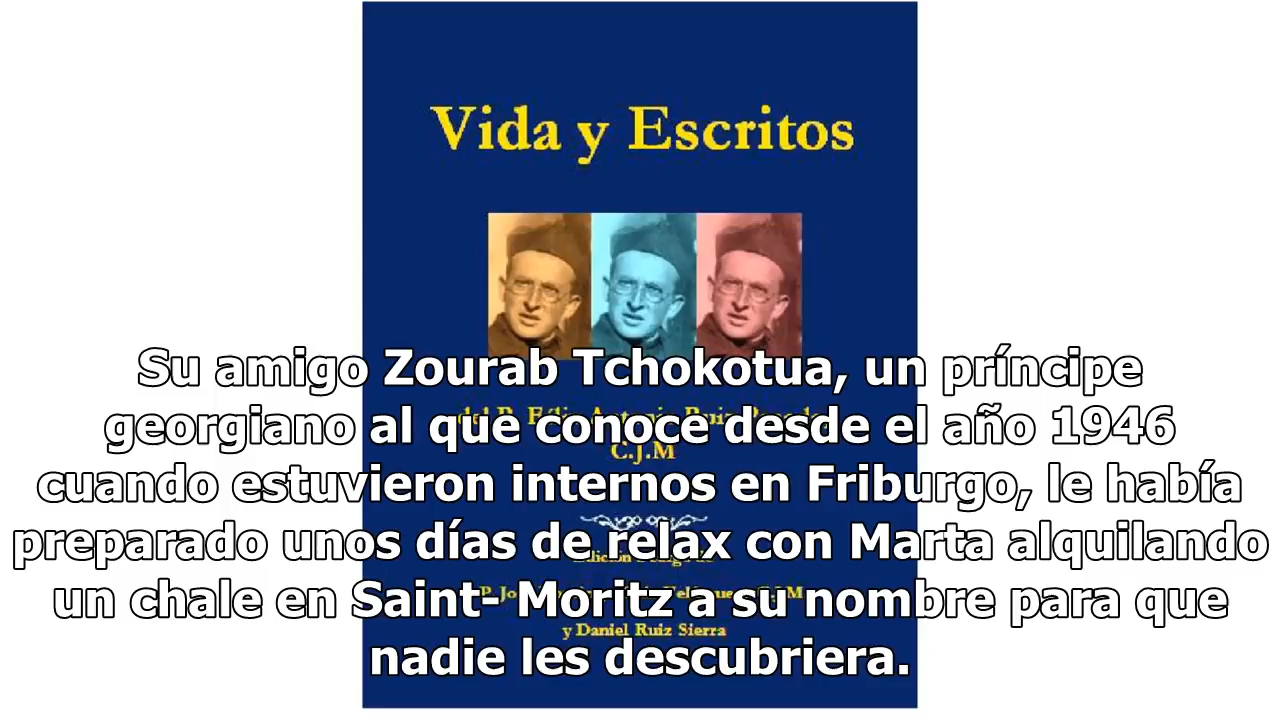 Vida y Escritos
Su amigo Zourab Tchokotua, un príncipe
georgiano al que conoce desde el año 1946
C.J.M
cuando estuvieron internos en Friburgo, le había
preparado unos días de relax con Marta alquilando
un chale en Saint- Moritz a su nombre para que
y Daniel Ruiz Sierra
nadie les descubriera.